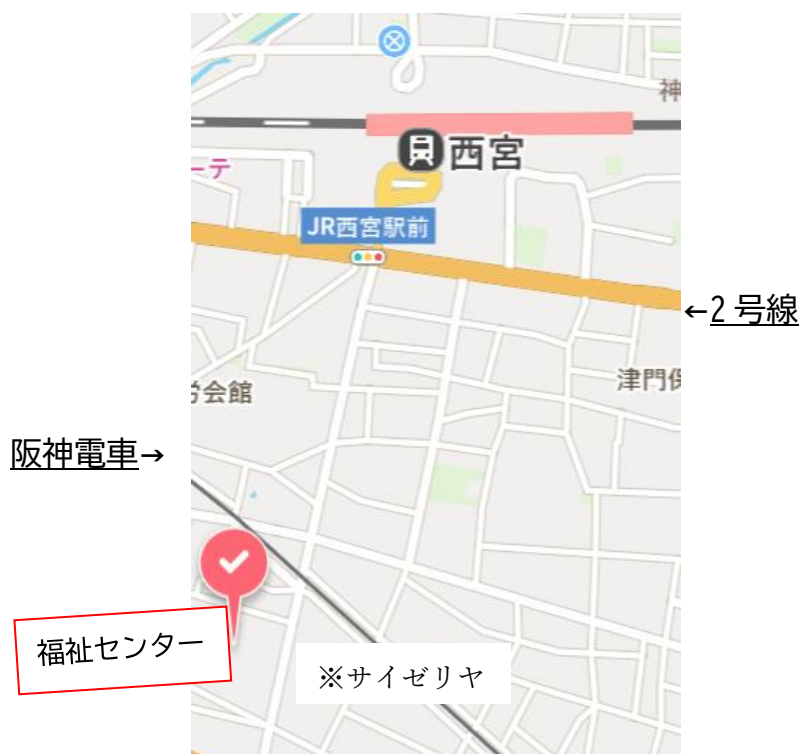 神
西宮
ーテ
JR西宮駅前
←2号線
津門保
労会館
阪神電車→
福祉センター
※サイゼリヤ